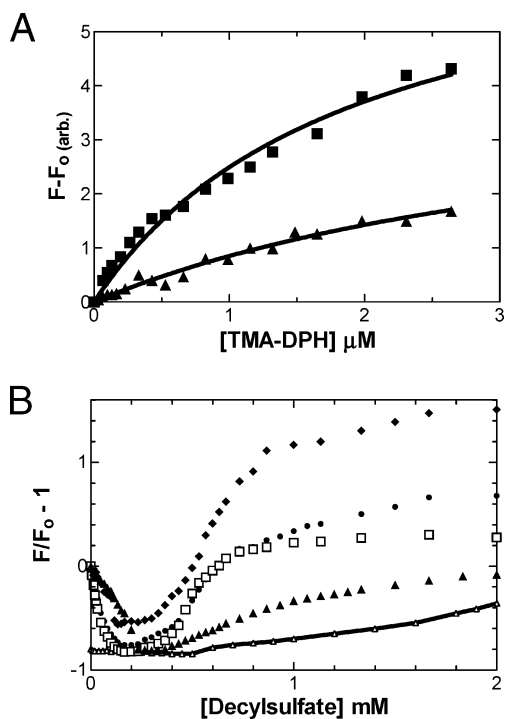 A
5
4
3
2
1
0
F-Fo (arb.)
0
1
2
3
[TMA-DPH] μM
B
1
0
-1
F/Fo - 1
0
1
2
[Decylsulfate] mM